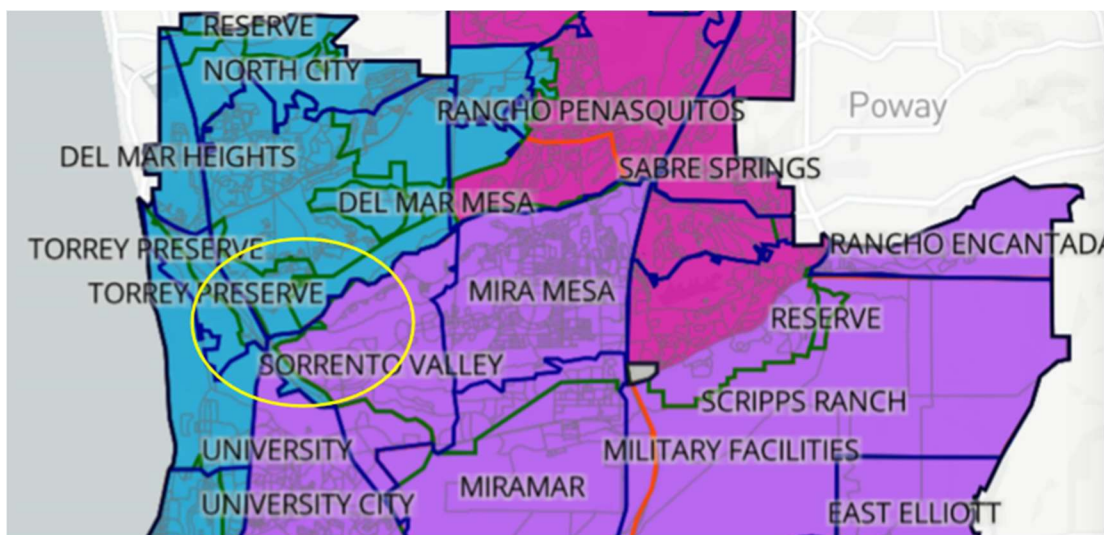 RESERVE
NORTH CITY
RANCHO PENASQUITOS
Poway
DEL MAR HEIGHTS
SABRE SPRINGS
DEL MAR MESA
TORREY PRESERVE
RANCHO ENCANTADA
TORREY PRESERVE
MIRA MESA
RESERVE
SORRENTO VALLEY
SCRIPPS RANCH
UNIVERSITY
MILITARY FACILITIES
MIRAMAR
UNIVERSITY CITY
EAST ELLIOTT